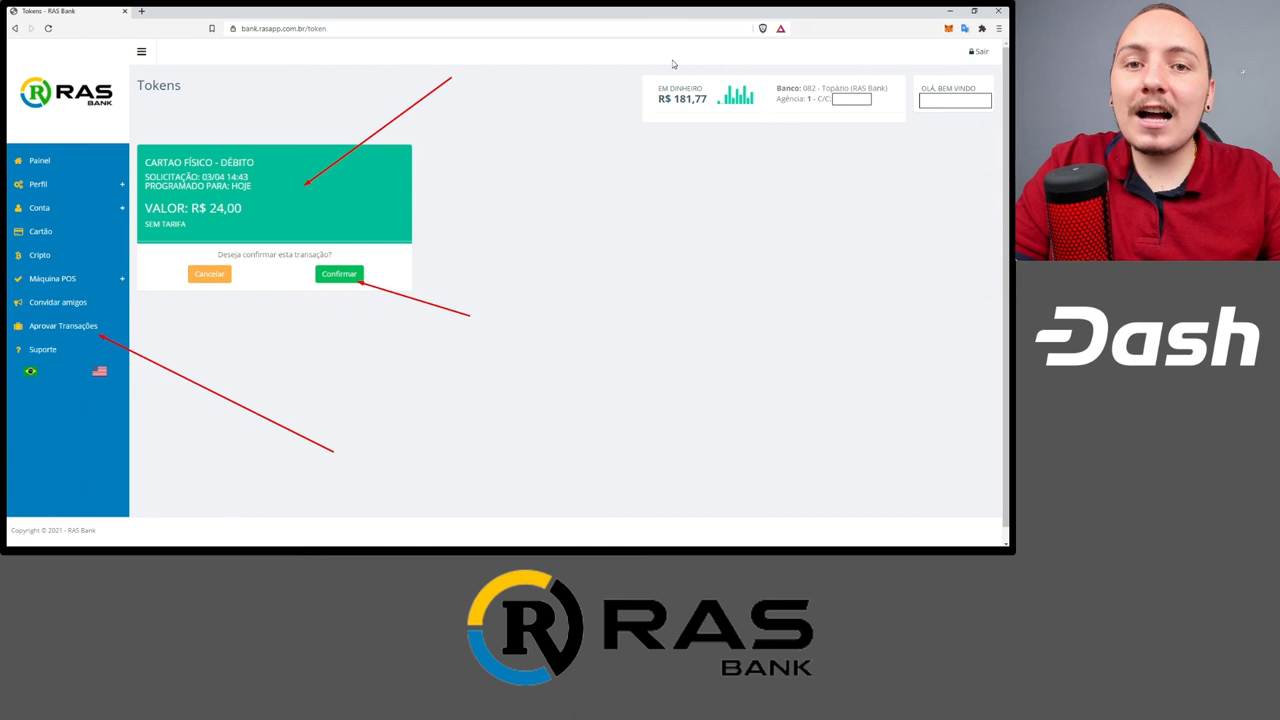 Tokens - RAS Bank
bank.rasapp.com.br/token
Sair
RAS
BANK
Tokens
EM DINHEIRO
R$ 181,77
Banco: 082 - Topázio (RAS Bank)
Agência: 1 - C/C:
OLÁ, BEM VINDO
Painel
Perfil
Conta
Cartão
Cripto
Máquina POS
Convidar amigos
Aprovar Transações
Suporte
CARTAO FÍSICO - DÉBITO
SOLICITAÇÃO: 03/04 14:43
PROGRAMADO PARA: HOJE
VALOR: R$ 24,00
SEM TARIFA
Deseja confirmar esta transação?
Cancelar
Confirmar
Copyright © 2021 - RAS Bank
Dash
RAS
BANK